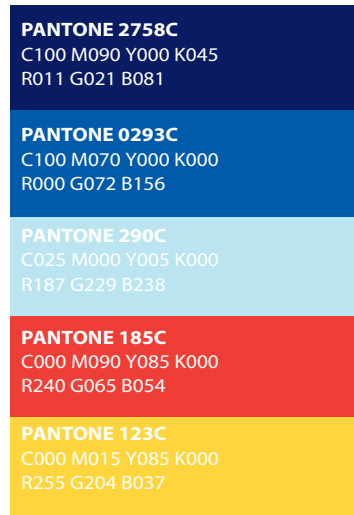 PANTONE 2758C
C100 M090 Y000 K045
R011 G021 B081
PANTONE 0293C
C100 M070 Y000 K000
R000 G072 B156
PANTONE 290C
C025 M000 Y005 K000
R187 G229 B238
PANTONE 185C
C000 M090 Y085 K000
R240 G065 B054
PANTONE 123C
C000 M015 Y085 K000
R255 G204 B037